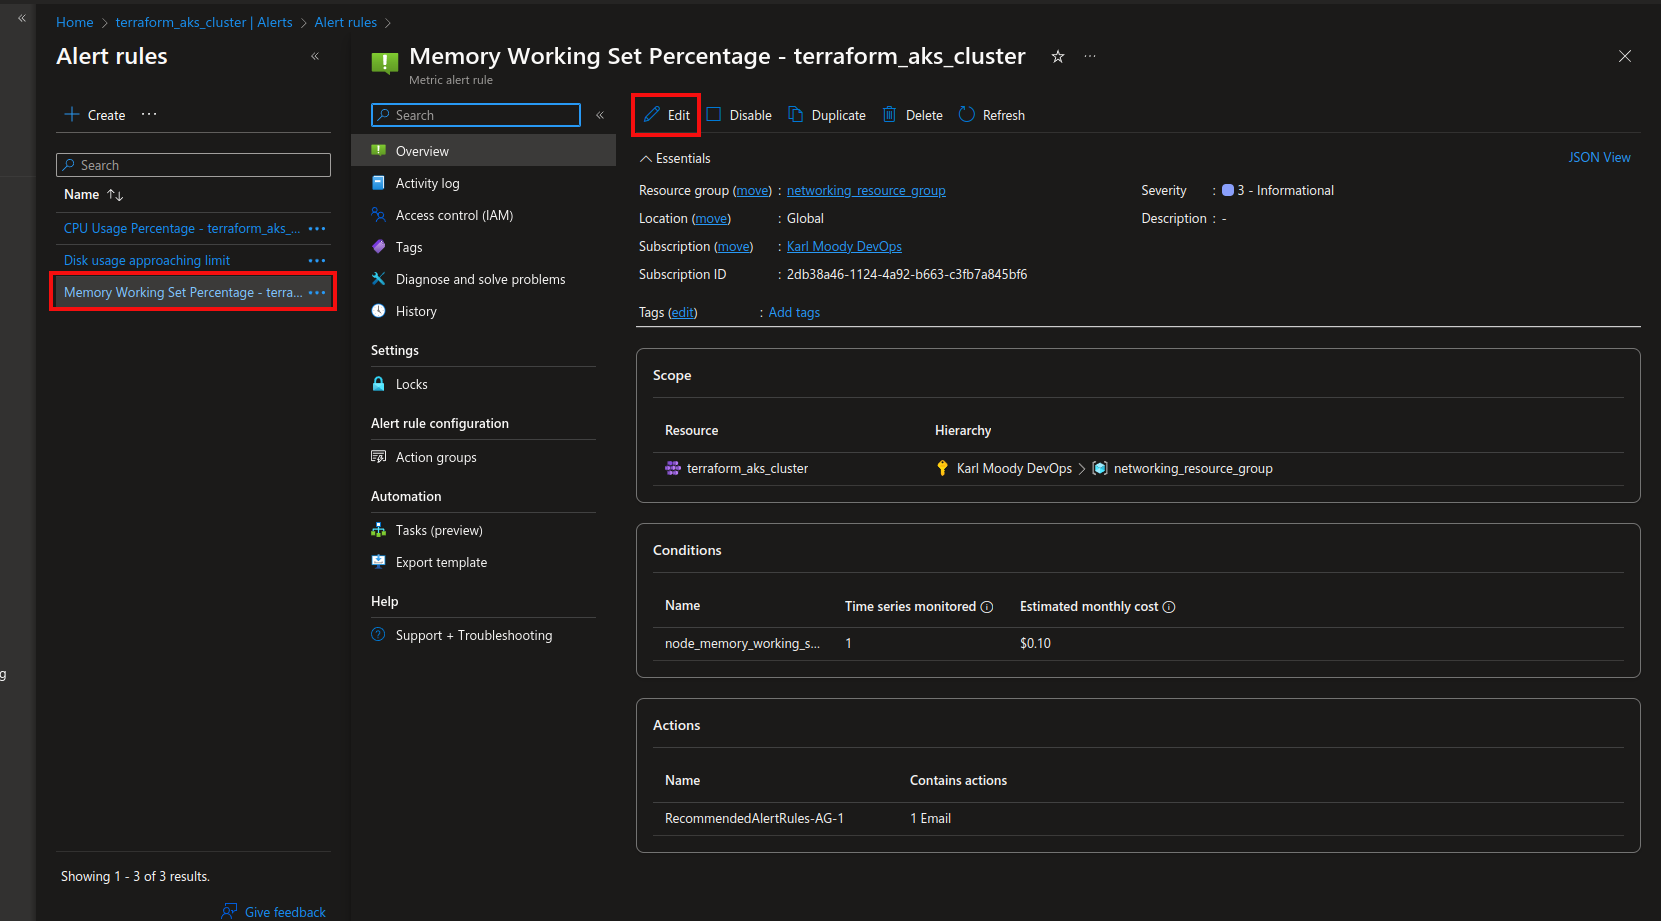 Home > terraform_aks_cluster | Alerts > Alert rules >
Alert rules
Create
Search
Name
CPU Usage Percentage - terraform_aks_...
Disk usage approaching limit
Memory Working Set Percentage - terra...
Showing 1 - 3 of 3 results.
Give feedback
g
Memory Working Set Percentage - terraform_aks_cluster
Metric alert rule
Search
Overview
Activity log
Access control (IAM)
Tags
Diagnose and solve problems
History
Settings
Locks
Alert rule configuration
Action groups
Automation
Tasks (preview)
Export template
Help
Support + Troubleshooting
Edit Disable Duplicate Delete Refresh
Essentials JSON View
Resource group (move) : networking_resource_group
Location (move) : Global
Subscription (move) : Karl Moody DevOps
Subscription ID : 2db38a46-1124-4a92-b663-c3fb7a845bf6
Severity : 3 - Informational
Description : -
Tags (edit) : Add tags
Scope
Resource Hierarchy
terraform_aks_cluster Karl Moody DevOps > networking_resource_group
Conditions
Name Time series monitored Estimated monthly cost
node_memory_working_s... 1 $0.10
Actions
Name Contains actions
RecommendedAlertRules-AG-1 1 Email